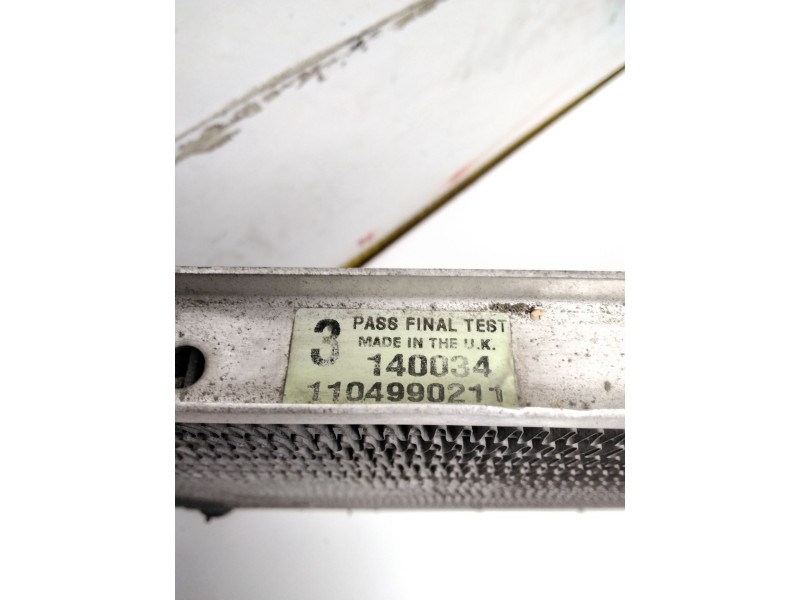 3 PASS FINAL TEST
MADE IN THE U.K.
140034
1104990211